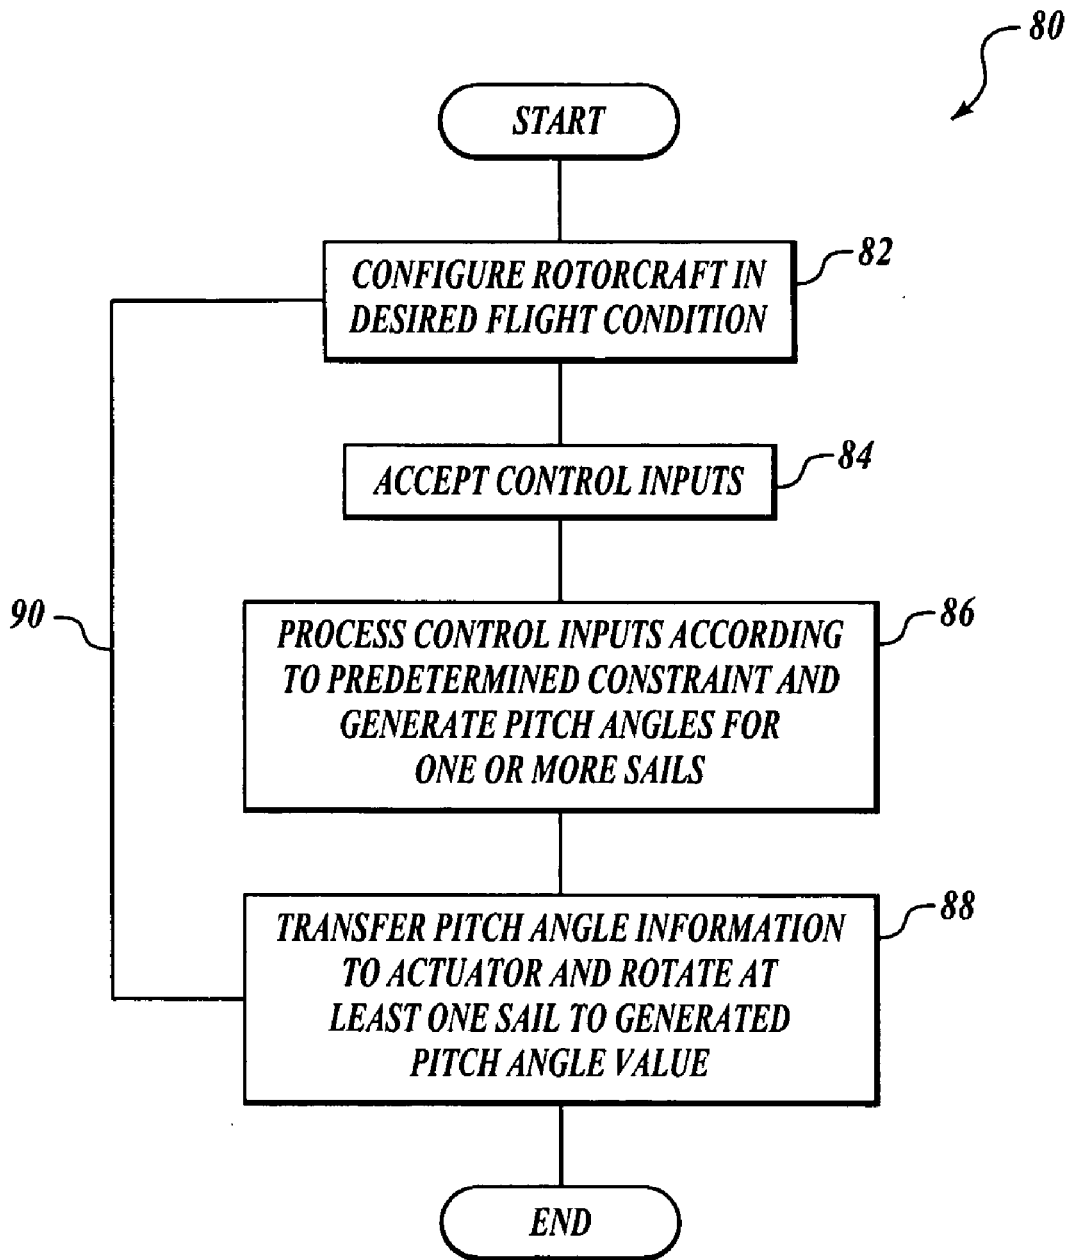 80
START
CONFIGURE ROTORCRAFT IN
DESIRED FLIGHT CONDITION
82
ACCEPT CONTROL INPUTS
84
PROCESS CONTROL INPUTS ACCORDING
TO PREDETERMINED CONSTRAINT AND
GENERATE PITCH ANGLES FOR
ONE OR MORE SAILS
86
90
TRANSFER PITCH ANGLE INFORMATION
TO ACTUATOR AND ROTATE AT
LEAST ONE SAIL TO GENERATED
PITCH ANGLE VALUE
88
END